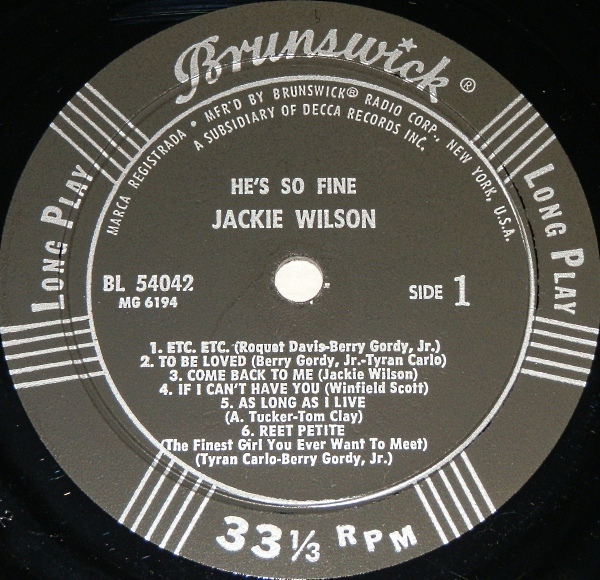 Brunswick®
MARCA REGISTRADA • MFR'D BY BRUNSWICK® RADIO CORP., NEW YORK, U.S.A.
A SUBSIDIARY OF DECCA RECORDS INC.
HE'S SO FINE
JACKIE WILSON
LONG PLAY
LONG PLAY
BL 54042
MG 6194
SIDE 1
1. ETC. ETC. (Roquet Davis-Berry Gordy, Jr.)
2. TO BE LOVED (Berry Gordy, Jr.-Tyran Carlo)
3. COME BACK TO ME (Jackie Wilson)
4. IF I CAN'T HAVE YOU (Winfield Scott)
5. AS LONG AS I LIVE
(A. Tucker-Tom Clay)
6. REET PETITE
(The Finest Girl You Ever Want To Meet)
(Tyran Carlo-Berry Gordy, Jr.)
33⅓ RPM